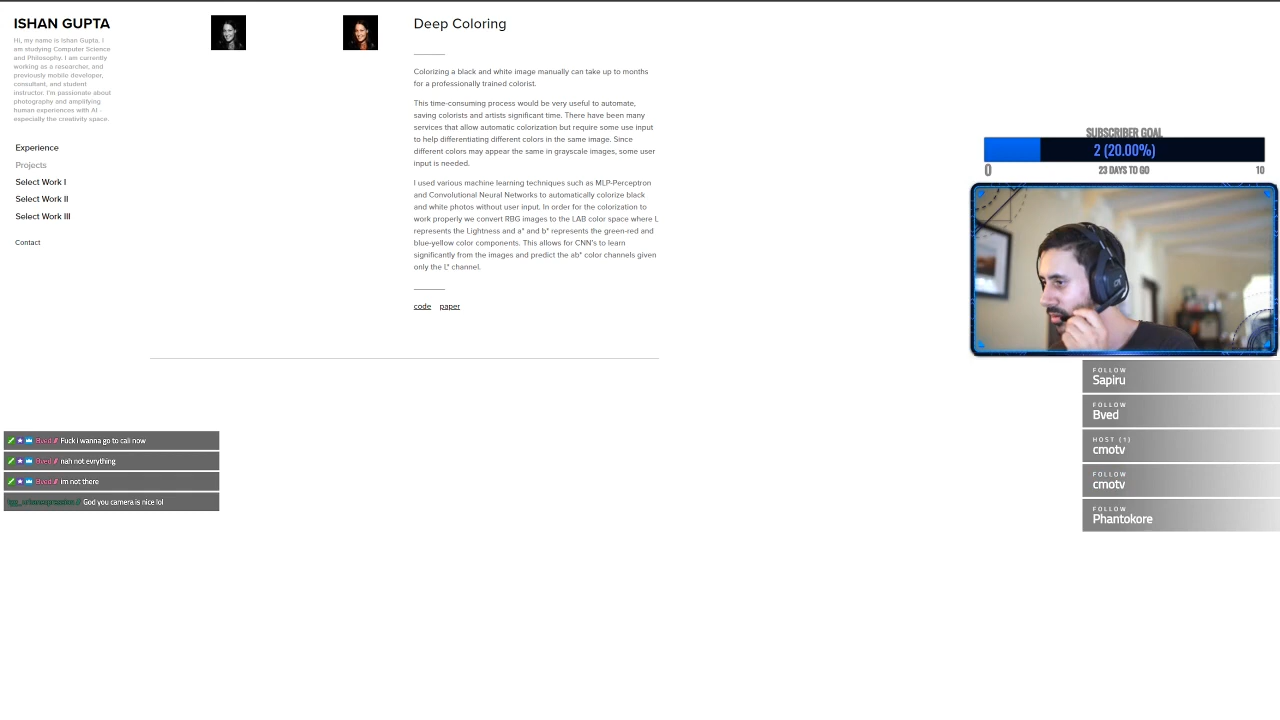 ISHAN GUPTA
Hi, my name is Ishan Gupta. I
am studying Computer Science
and Philosophy. I am currently
working as a researcher, and
previously mobile developer,
consultant, and student
instructor. I'm passionate about
photography and amplifying
human experiences with AI -
especially the creativity space.
Experience
Projects
Select Work I
Select Work II
Select Work III
Contact
Deep Coloring
Colorizing a black and white image manually can take up to months
for a professionally trained colorist.
This time-consuming process would be very useful to automate,
saving colorists and artists significant time. There have been many
services that allow automatic colorization but require some use input
to help differentiating different colors in the same image. Since
different colors may appear the same in grayscale images, some user
input is needed.
I used various machine learning techniques such as MLP-Perceptron
and Convolutional Neural Networks to automatically colorize black
and white photos without user input. In order for the colorization to
work properly we convert RBG images to the LAB color space where L
represents the Lightness and a* and b* represents the green-red and
blue-yellow color components. This allows for CNN's to learn
significantly from the images and predict the ab* color channels given
only the L* channel.
code paper
SUBSCRIBER GOAL
2 (20.00%)
0 23 DAYS TO GO 10
FOLLOW
Sapiru
FOLLOW
Bved
HOST (1)
cmotv
FOLLOW
cmotv
FOLLOW
Phantokore
Bved // Fuck i wanna go to cali now
Bved // nah not evrything
Bved // im not there
God you camera is nice lol